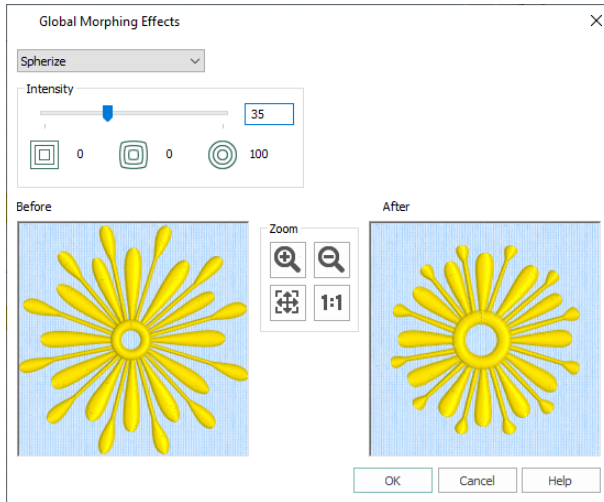 Global Morphing Effects
Spherize
Intensity
35
0 0 100
Before
Zoom
After
1:1
OK Cancel Help